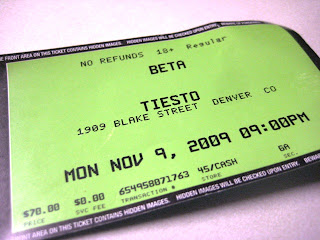 E FRONT AREA ON THIS TICKET CONTAINS HIDDEN IMAGES. HIDDEN IMAGES WILL BE CHECKED UPON ENTRY.
NO REFUNDS 18+ Regular
BETA
TIESTO
1909 BLAKE STREET DENVER CO
MON NOV 9, 2009 09:00PM
$70.00 $0.00 654958071763 45/CASH GA
PRICE SVC FEE TRANSACTION # STORE SEC.
FRONT AREA ON THIS TICKET CONTAINS HIDDEN IMAGES. HIDDEN IMAGES WILL BE CHECKED UPON ENTRY. BEWARE